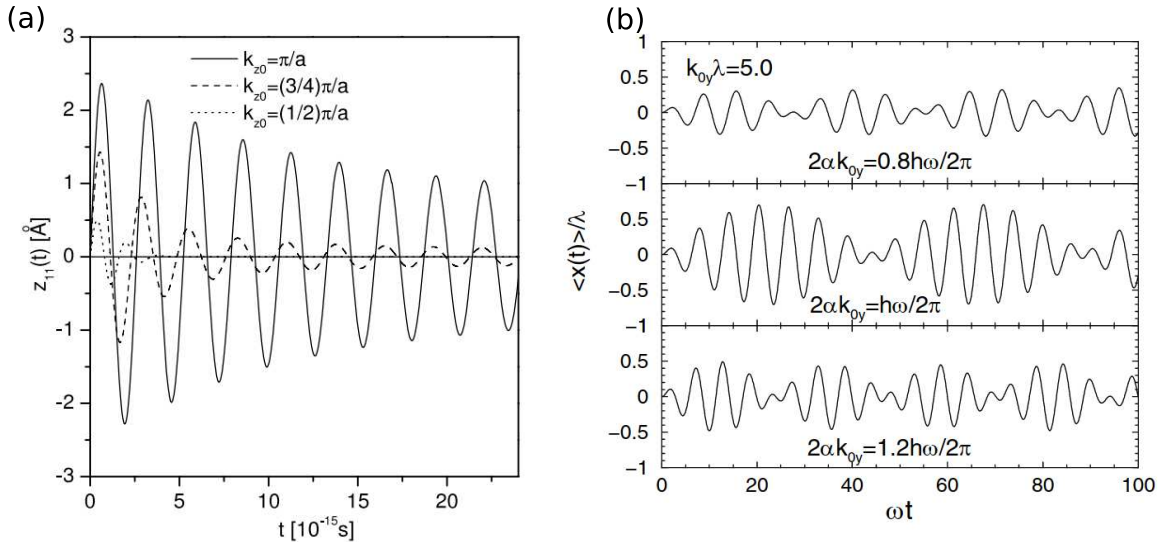 (a)
3
2
1
0
-1
-2
-3
z₁₁(t) [Å]
k_z0=π/a
k_z0=(3/4)π/a
k_z0=(1/2)π/a
0 5 10 15 20
t [10⁻¹⁵s]
(b)
1
0.5
0
−0.5
−1
k_0yλ=5.0
2αk_0y=0.8hω/2π
1
0.5
0
−0.5
−1
2αk_0y=hω/2π
<x(t)>/λ
1
0.5
0
−0.5
−1
2αk_0y=1.2hω/2π
0 20 40 60 80 100
ωt